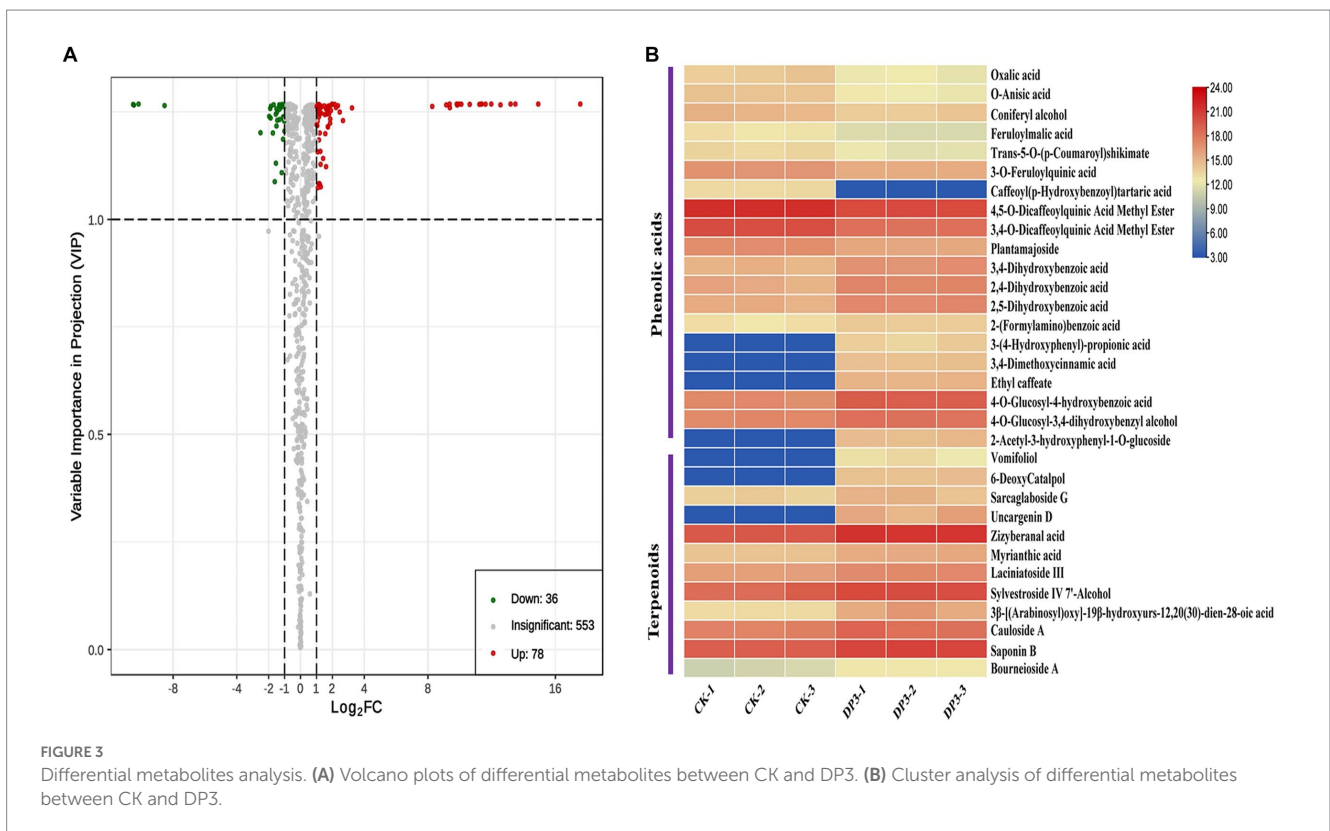 A
Variable Importance in Projection (VIP)
1.0
0.5
0.0
-8
-4
-2
-1
0
1
2
4
8
16
Log2FC
Down: 36
Insignificant: 553
Up: 78
B
Phenolic acids
Terpenoids
Oxalic acid
O-Anisic acid
Coniferyl alcohol
Feruloylmalic acid
Trans-5-O-(p-Coumaroyl)shikimate
3-O-Feruloylquinic acid
Caffeoyl(p-Hydroxybenzoyl)tartaric acid
4,5-O-Dicaffeoylquinic Acid Methyl Ester
3,4-O-Dicaffeoylquinic Acid Methyl Ester
Plantamajoside
3,4-Dihydroxybenzoic acid
2,4-Dihydroxybenzoic acid
2,5-Dihydroxybenzoic acid
2-(Formylamino)benzoic acid
3-(4-Hydroxyphenyl)-propionic acid
3,4-Dimethoxycinnamic acid
Ethyl caffeate
4-O-Glucosyl-4-hydroxybenzoic acid
4-O-Glucosyl-3,4-dihydroxybenzyl alcohol
2-Acetyl-3-hydroxyphenyl-1-O-glucoside
Vomifoliol
6-DeoxyCatalpol
Sarcaglaboside G
Uncargenin D
Zizyberanal acid
Myrianthic acid
Laciniatoside III
Sylvestroside IV 7'-Alcohol
3β-[(Arabinosyl)oxy]-19β-hydroxyurs-12,20(30)-dien-28-oic acid
Cauloside A
Saponin B
Bourneioside A
CK-1
CK-2
CK-3
DP3-1
DP3-2
DP3-3
24.00
21.00
18.00
15.00
12.00
9.00
6.00
3.00
FIGURE 3
Differential metabolites analysis. (A) Volcano plots of differential metabolites between CK and DP3. (B) Cluster analysis of differential metabolites
between CK and DP3.